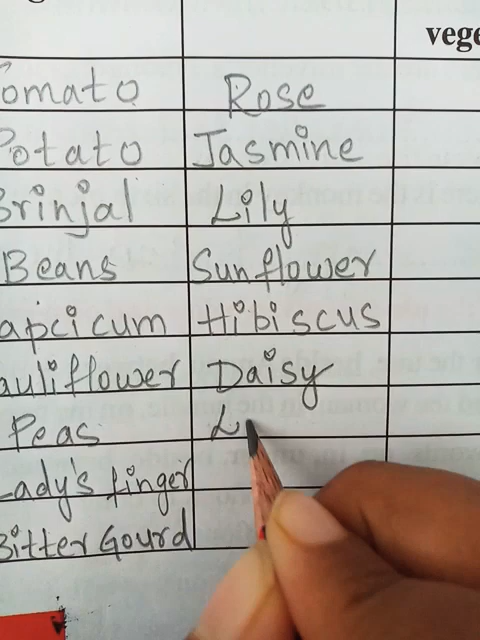 vege
omato Rose
Potato Jasmine
Brinjal Lily
Beans Sunflower
apcicum Hibiscus
auliflower Daisy
Peas L
Lady's finger
Bitter Gourd